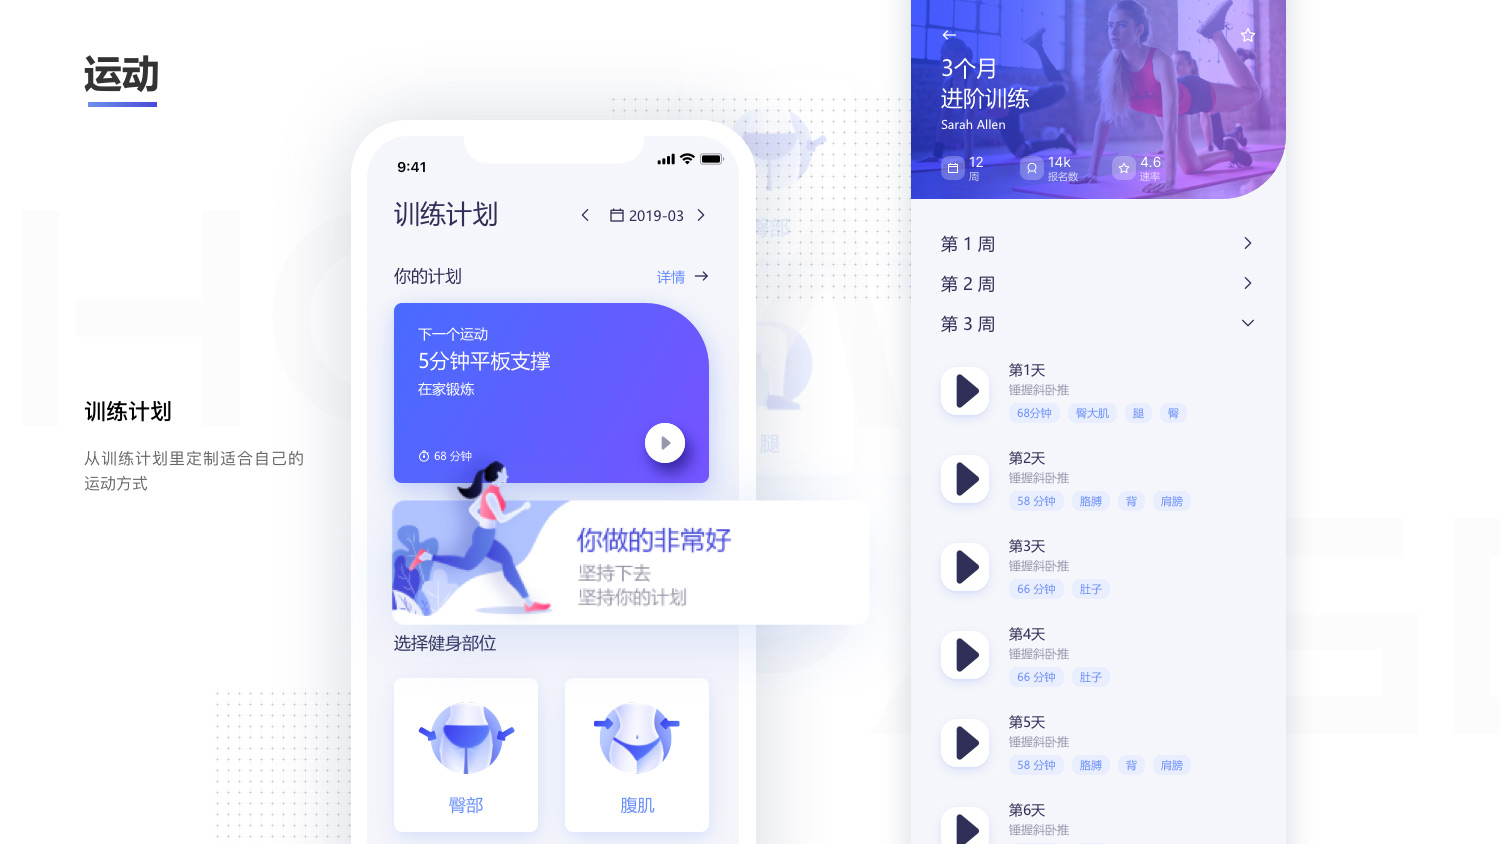 运动
训练计划
从训练计划里定制适合自己的
运动方式
9:41
训练计划
2019-03
你的计划
详情
下一个运动
5分钟平板支撑
在家锻炼
68 分钟
你做的非常好
坚持下去
坚持你的计划
选择健身部位
臀部
腹肌
臀部
腿
3个月
进阶训练
Sarah Allen
12
周
14k
报名数
4.6
速率
第 1 周
第 2 周
第 3 周
第1天
锤握斜卧推
68分钟 臀大肌 腿 臀
第2天
锤握斜卧推
58 分钟 胳膊 背 肩膀
第3天
锤握斜卧推
66 分钟 肚子
第4天
锤握斜卧推
66 分钟 肚子
第5天
锤握斜卧推
58 分钟 胳膊 背 肩膀
第6天
锤握斜卧推